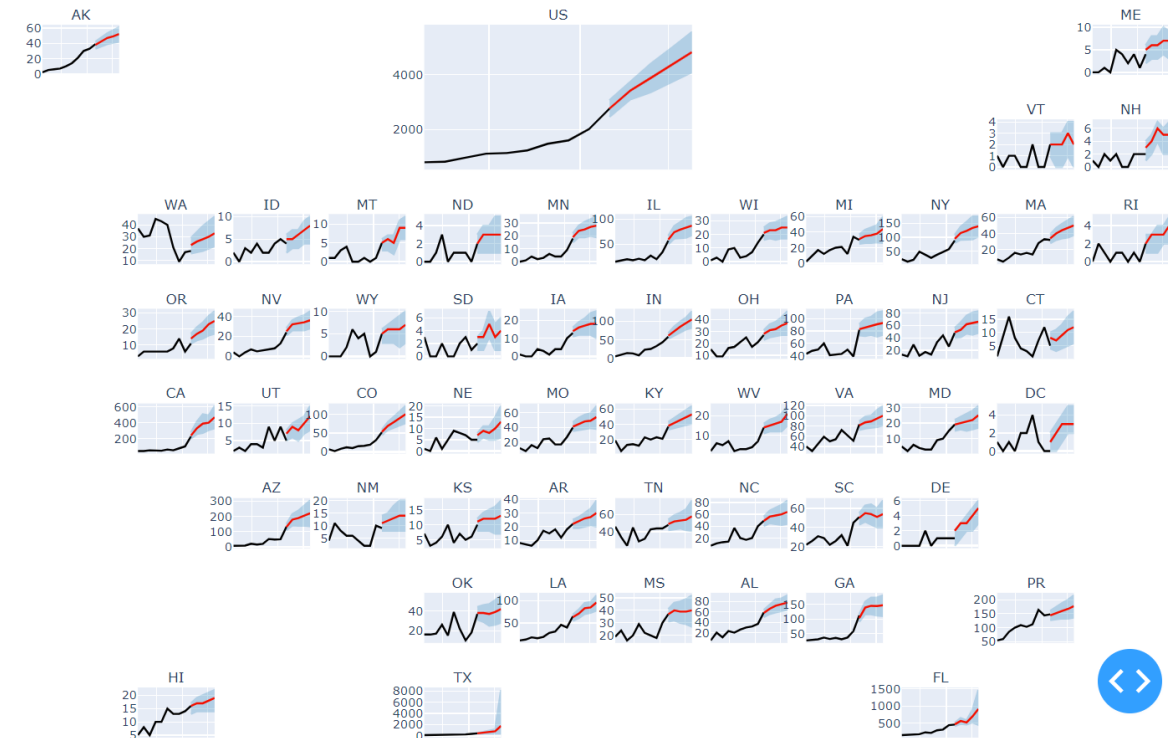 AK US ME
60 40 20 0
4000 2000
10 5 0
VT NH
4 3 2 1 0
6 4 2 0
WA ID MT ND MN IL WI MI NY MA RI
40 30 20 10
10 5 0
10 5 0
4 2 0
30 20 10 0
100 50 0
30 20 10 0
60 40 20 0
150 100 50
60 40 20
4 2 0
OR NV WY SD IA IN OH PA NJ CT
30 20 10
40 20 0
10 5 0
6 4 2 0
20 10 0
100 50 0
40 30 20 10
100 80 60 40
80 60 40 20
15 10 5
CA UT CO NE MO KY WV VA MD DC
600 400 200
15 10 5 0
100 50 0
20 15 10 5 0
60 40 20
60 40 20
20 10
120 100 80 60 40
30 20 10
4 2 0
AZ NM KS AR TN NC SC DE
300 200 100 0
20 15 10 5
15 10 5
40 30 20 10
40
80 60 40 20
60 40 20
6 4 2 0
OK LA MS AL GA PR
40 20
100 50
50 40 30 20
80 60 40 20
150 100 50
200 150 100 50
HI TX FL
20 15 10 5
8000 6000 4000 2000 0
1500 1000 500